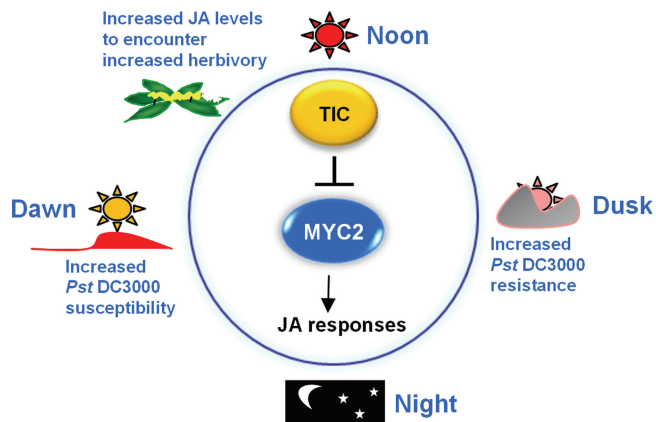 Increased JA levels
to encounter
increased herbivory
Noon
TIC
Dawn
Increased
Pst DC3000
susceptibility
MYC2
Dusk
Increased
Pst DC3000
resistance
JA responses
Night